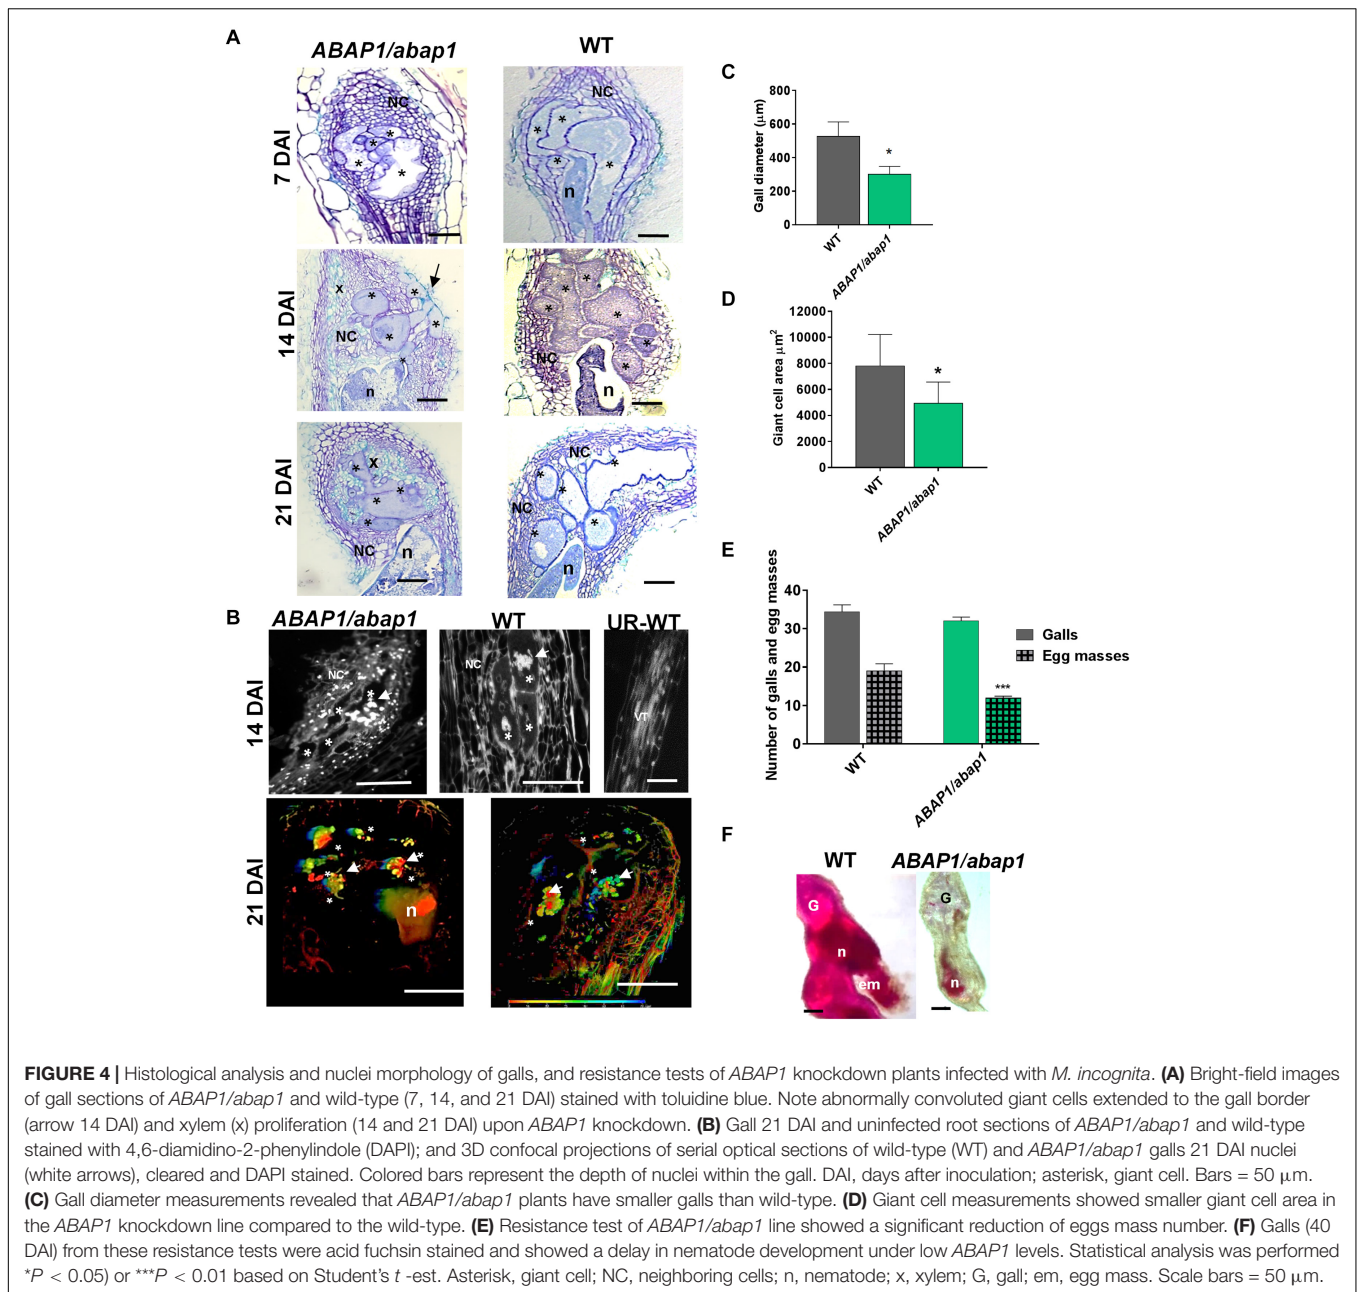 A
ABAP1/abap1
WT
7 DAI
NC
*
*
*
*
NC
*
*
*
*
n
14 DAI
x
*
*
*
NC
*
*
n
*
*
*
*
*
*
NC
n
21 DAI
x
*
*
*
*
NC
n
NC
*
*
*
NC
*
*
n
B
ABAP1/abap1
WT
UR-WT
14 DAI
NC
*
*
*
*
NC
*
*
*
VT
21 DAI
*
*
*
*
*
*
n
*
*
C
Gall diameter (μm)
800
600
400
200
0
*
WT
ABAP1/abap1
D
Giant cell area μm²
12000
10000
8000
6000
4000
2000
0
*
WT
ABAP1/abap1
E
Number of galls and egg masses
40
30
20
10
0
***
WT
ABAP1/abap1
Galls
Egg masses
F
WT
ABAP1/abap1
G
n
em
G
n
FIGURE 4 | Histological analysis and nuclei morphology of galls, and resistance tests of ABAP1 knockdown plants infected with M. incognita. (A) Bright-field images
of gall sections of ABAP1/abap1 and wild-type (7, 14, and 21 DAI) stained with toluidine blue. Note abnormally convoluted giant cells extended to the gall border
(arrow 14 DAI) and xylem (x) proliferation (14 and 21 DAI) upon ABAP1 knockdown. (B) Gall 21 DAI and uninfected root sections of ABAP1/abap1 and wild-type
stained with 4,6-diamidino-2-phenylindole (DAPI); and 3D confocal projections of serial optical sections of wild-type (WT) and ABAP1/abap1 galls 21 DAI nuclei
(white arrows), cleared and DAPI stained. Colored bars represent the depth of nuclei within the gall. DAI, days after inoculation; asterisk, giant cell. Bars = 50 μm.
(C) Gall diameter measurements revealed that ABAP1/abap1 plants have smaller galls than wild-type. (D) Giant cell measurements showed smaller giant cell area in
the ABAP1 knockdown line compared to the wild-type. (E) Resistance test of ABAP1/abap1 line showed a significant reduction of eggs mass number. (F) Galls (40
DAI) from these resistance tests were acid fuchsin stained and showed a delay in nematode development under low ABAP1 levels. Statistical analysis was performed
*P < 0.05) or ***P < 0.01 based on Student's t -est. Asterisk, giant cell; NC, neighboring cells; n, nematode; x, xylem; G, gall; em, egg mass. Scale bars = 50 μm.